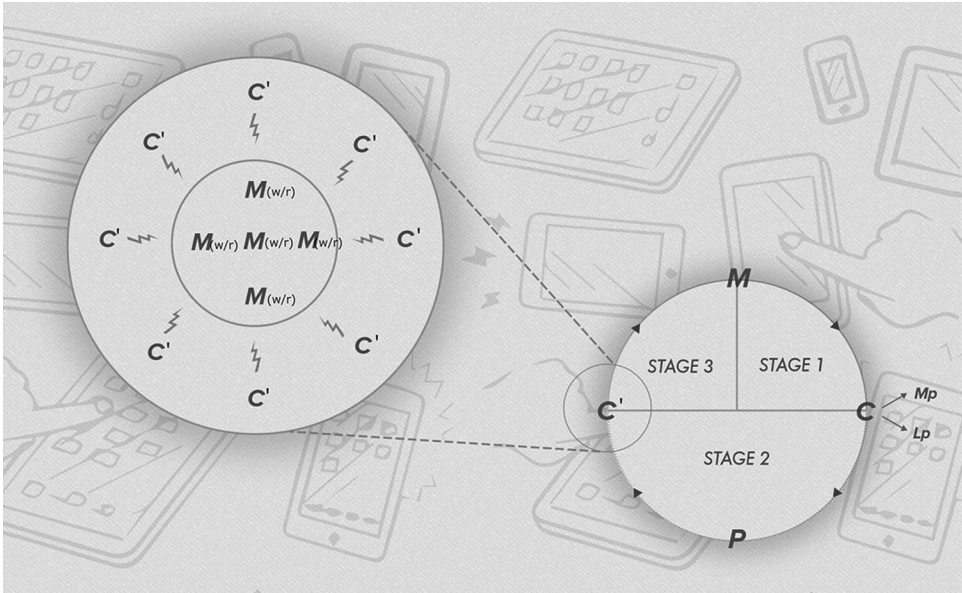 C'
C' C'
M(w/r)
C' M(w/r) M(w/r) M(w/r) C'
M(w/r)
C' C'
C'
M
STAGE 3 STAGE 1
C' C
Mp
Lp
STAGE 2
P